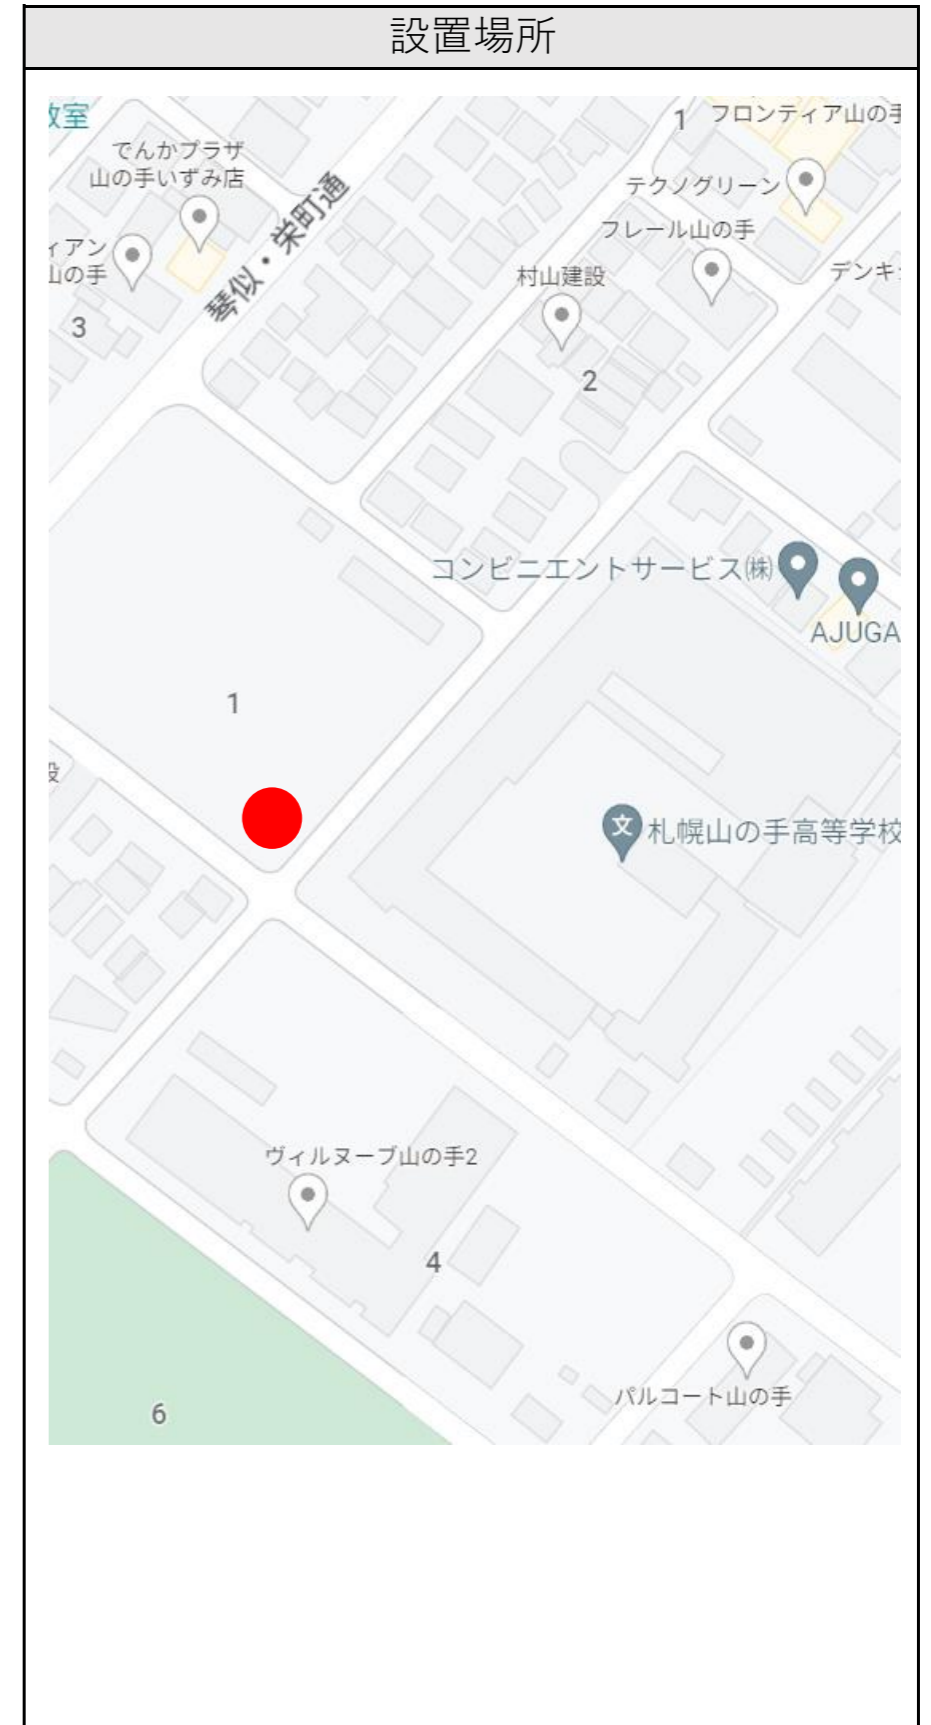 設置場所
教室
1
フロンティア山の手
でんかプラザ
山の手いずみ店
テクノグリーン
琴似・栄町通
フレール山の手
ィアン
山の手
村山建設
デンキ
3
2
コンビニエントサービス㈱
AJUGA
1
設
文
札幌山の手高等学校
ヴィルヌーブ山の手2
4
パルコート山の手
6